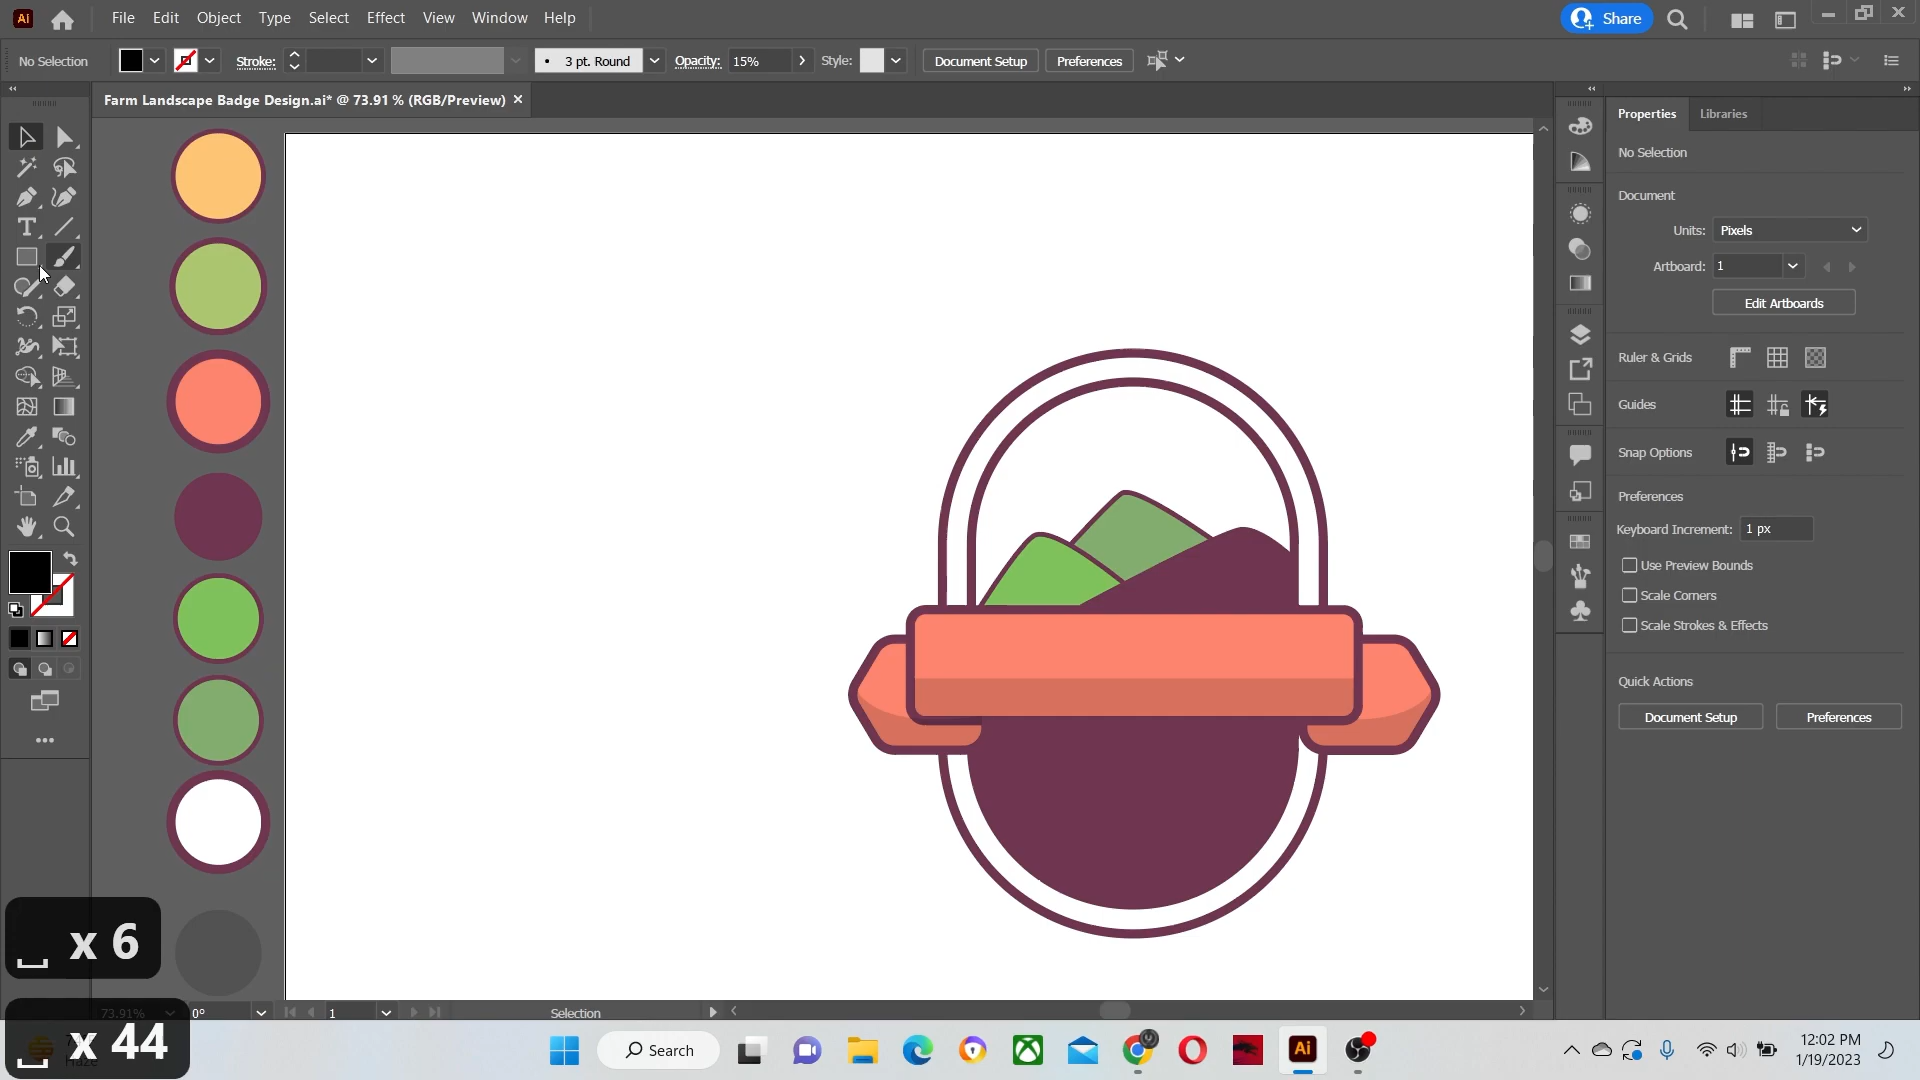 Ai File Edit Object Type Select Effect View Window Help Share
No Selection Stroke: 3 pt. Round Opacity: 15% Style: Document Setup Preferences
Farm Landscape Badge Design.ai* @ 73.91 % (RGB/Preview) ×
Properties Libraries
No Selection
Document
Units: Pixels
Artboard: 1
Edit Artboards
Ruler & Grids
Guides
Snap Options
Preferences
Keyboard Increment: 1 px
Use Preview Bounds
Scale Corners
Scale Strokes & Effects
Quick Actions
Document Setup Preferences
x 6
73.91% 0° 1 Selection
x 44
Search
Ai
12:02 PM
1/19/2023